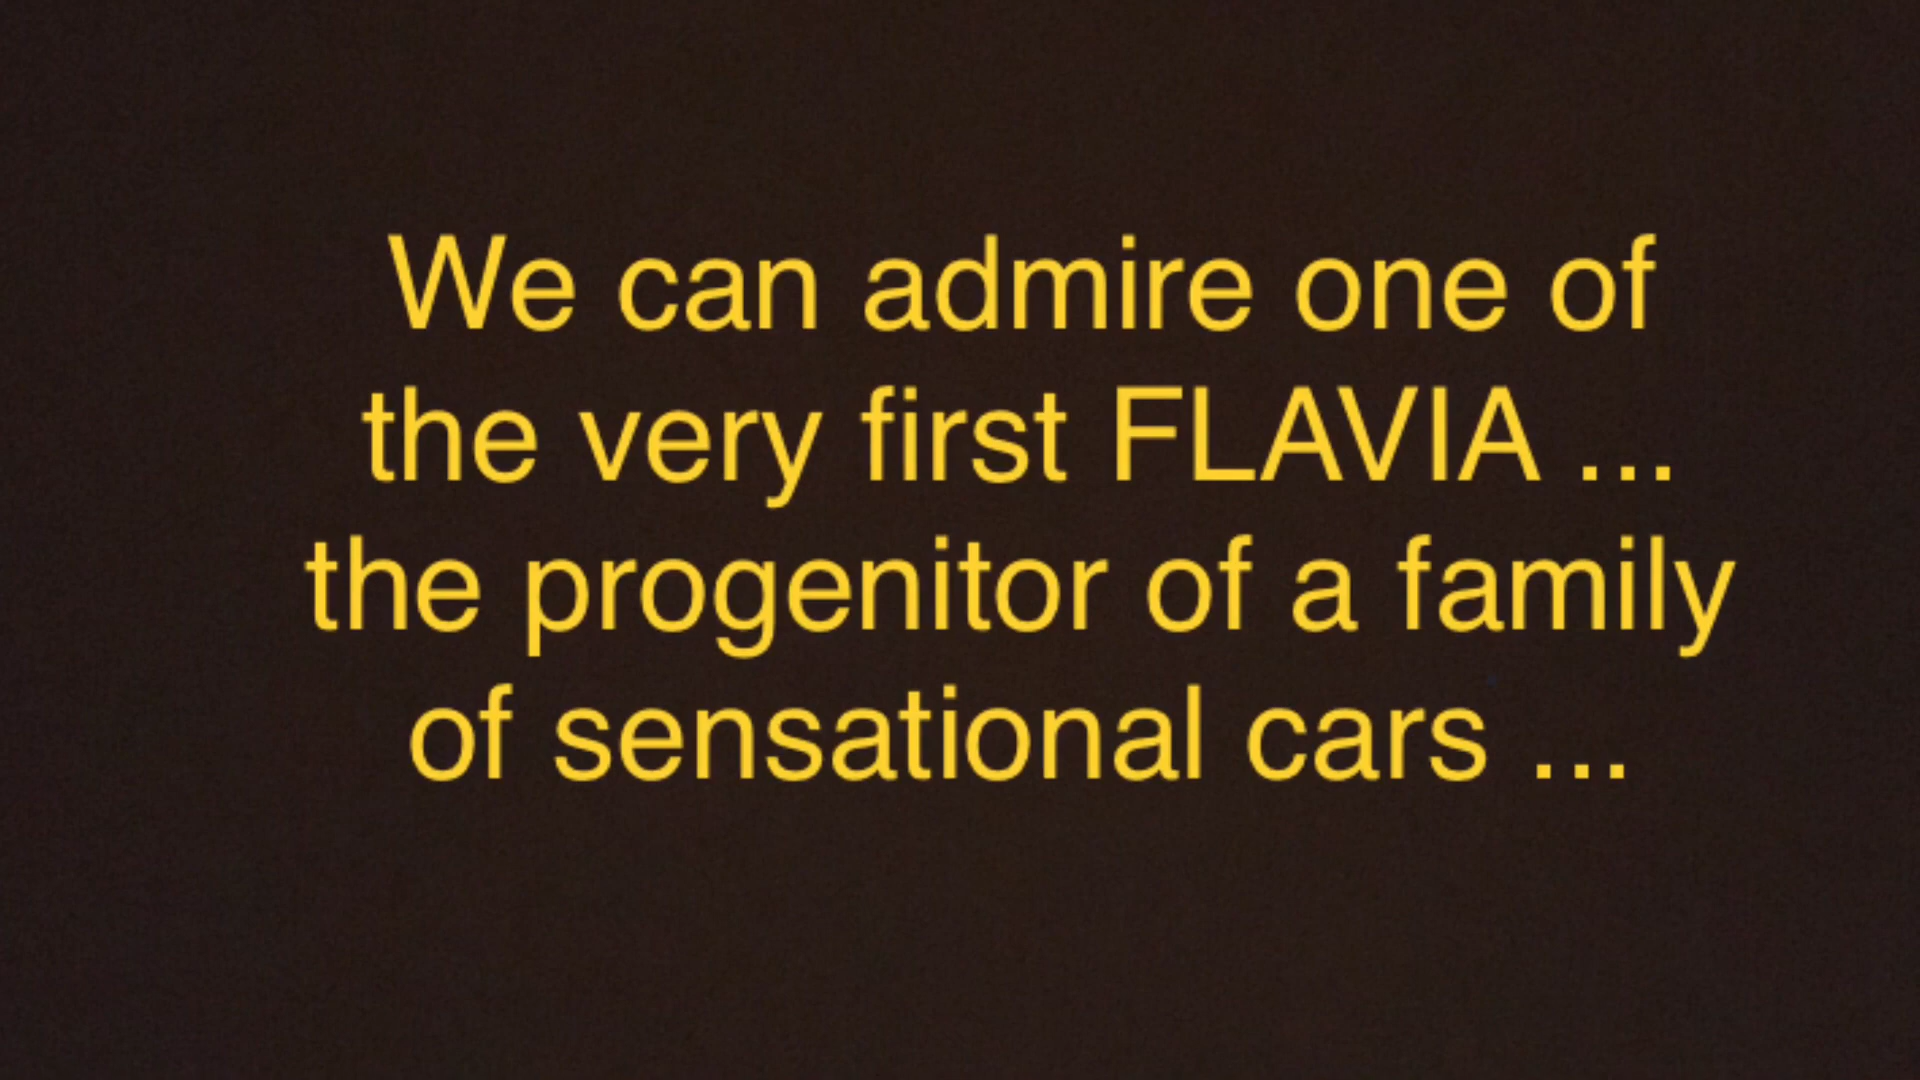 We can admire one of
the very first FLAVIA ...
the progenitor of a family
of sensational cars ...